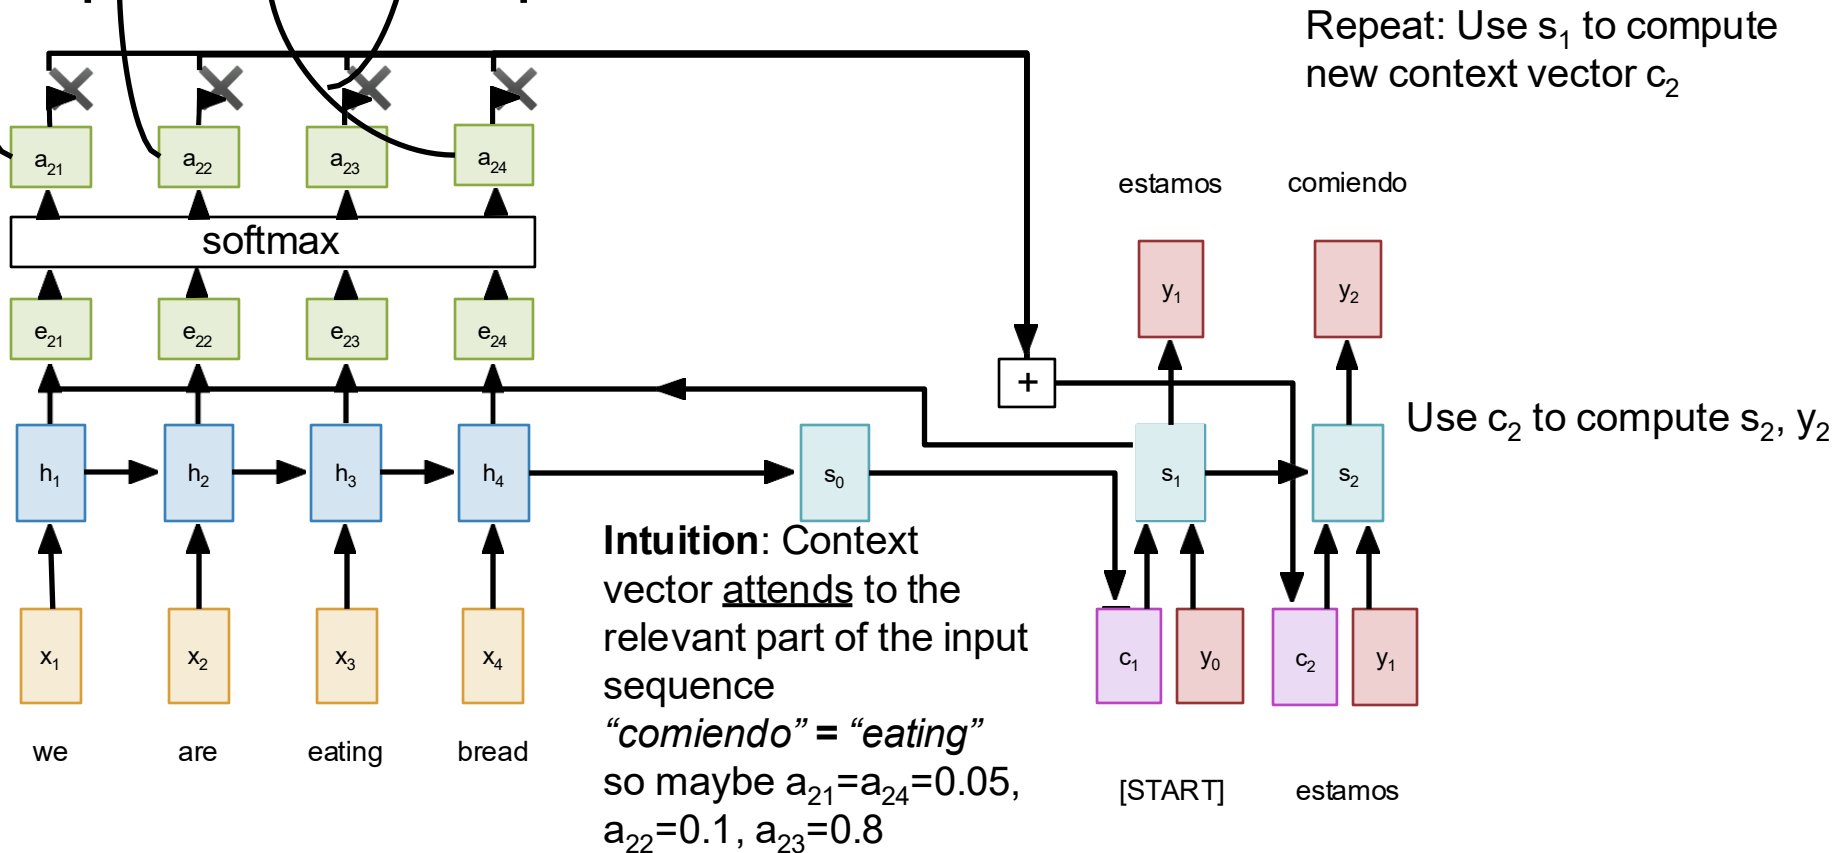 Repeat: Use s₁ to compute
new context vector c₂
a₂₁ a₂₂ a₂₃ a₂₄
estamos comiendo
softmax
y₁ y₂
e₂₁ e₂₂ e₂₃ e₂₄
+
Use c₂ to compute s₂, y₂
h₁ h₂ h₃ h₄ s₀ s₁ s₂
Intuition: Context
vector attends to the
relevant part of the input
sequence
“comiendo” = “eating”
so maybe a₂₁=a₂₄=0.05,
a₂₂=0.1, a₂₃=0.8
x₁ x₂ x₃ x₄
c₁ y₀ c₂ y₁
we are eating bread
[START] estamos